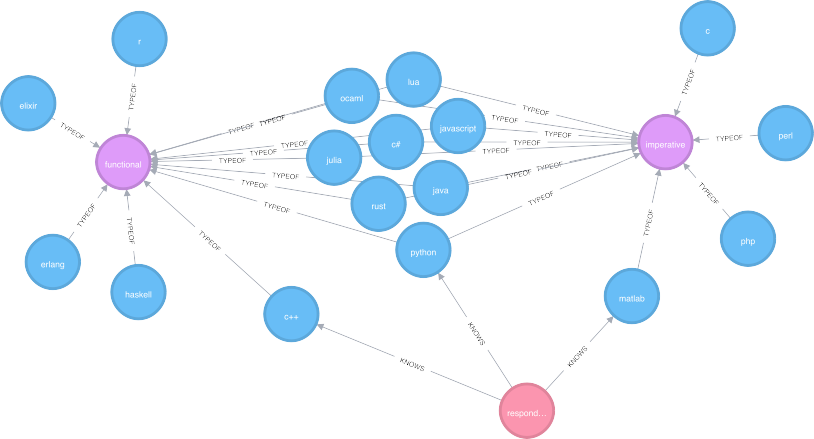 c
r
lua
ocaml
elixir
TYPEOF
TYPEOF
TYPEOF
javascript
TYPEOF
TYPEOF
TYPEOF
TYPEOF
perl
TYPEOF
c#
TYPEOF
imperative
TYPEOF
TYPEOF
TYPEOF
julia
functional
TYPEOF
TYPEOF
TYPEOF
TYPEOF
TYPEOF
java
TYPEOF
TYPEOF
TYPEOF
rust
TYPEOF
TYPEOF
TYPEOF
TYPEOF
TYPEOF
php
python
erlang
haskell
matlab
c++
KNOWS
KNOWS
KNOWS
respond...